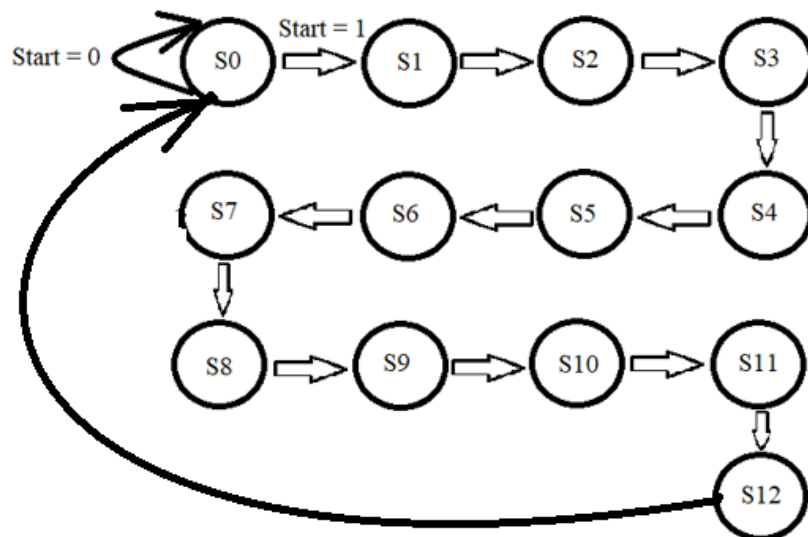 Start = 0
S0
Start = 1
S1
S2
S3
S7
S6
S5
S4
S8
S9
S10
S11
S12